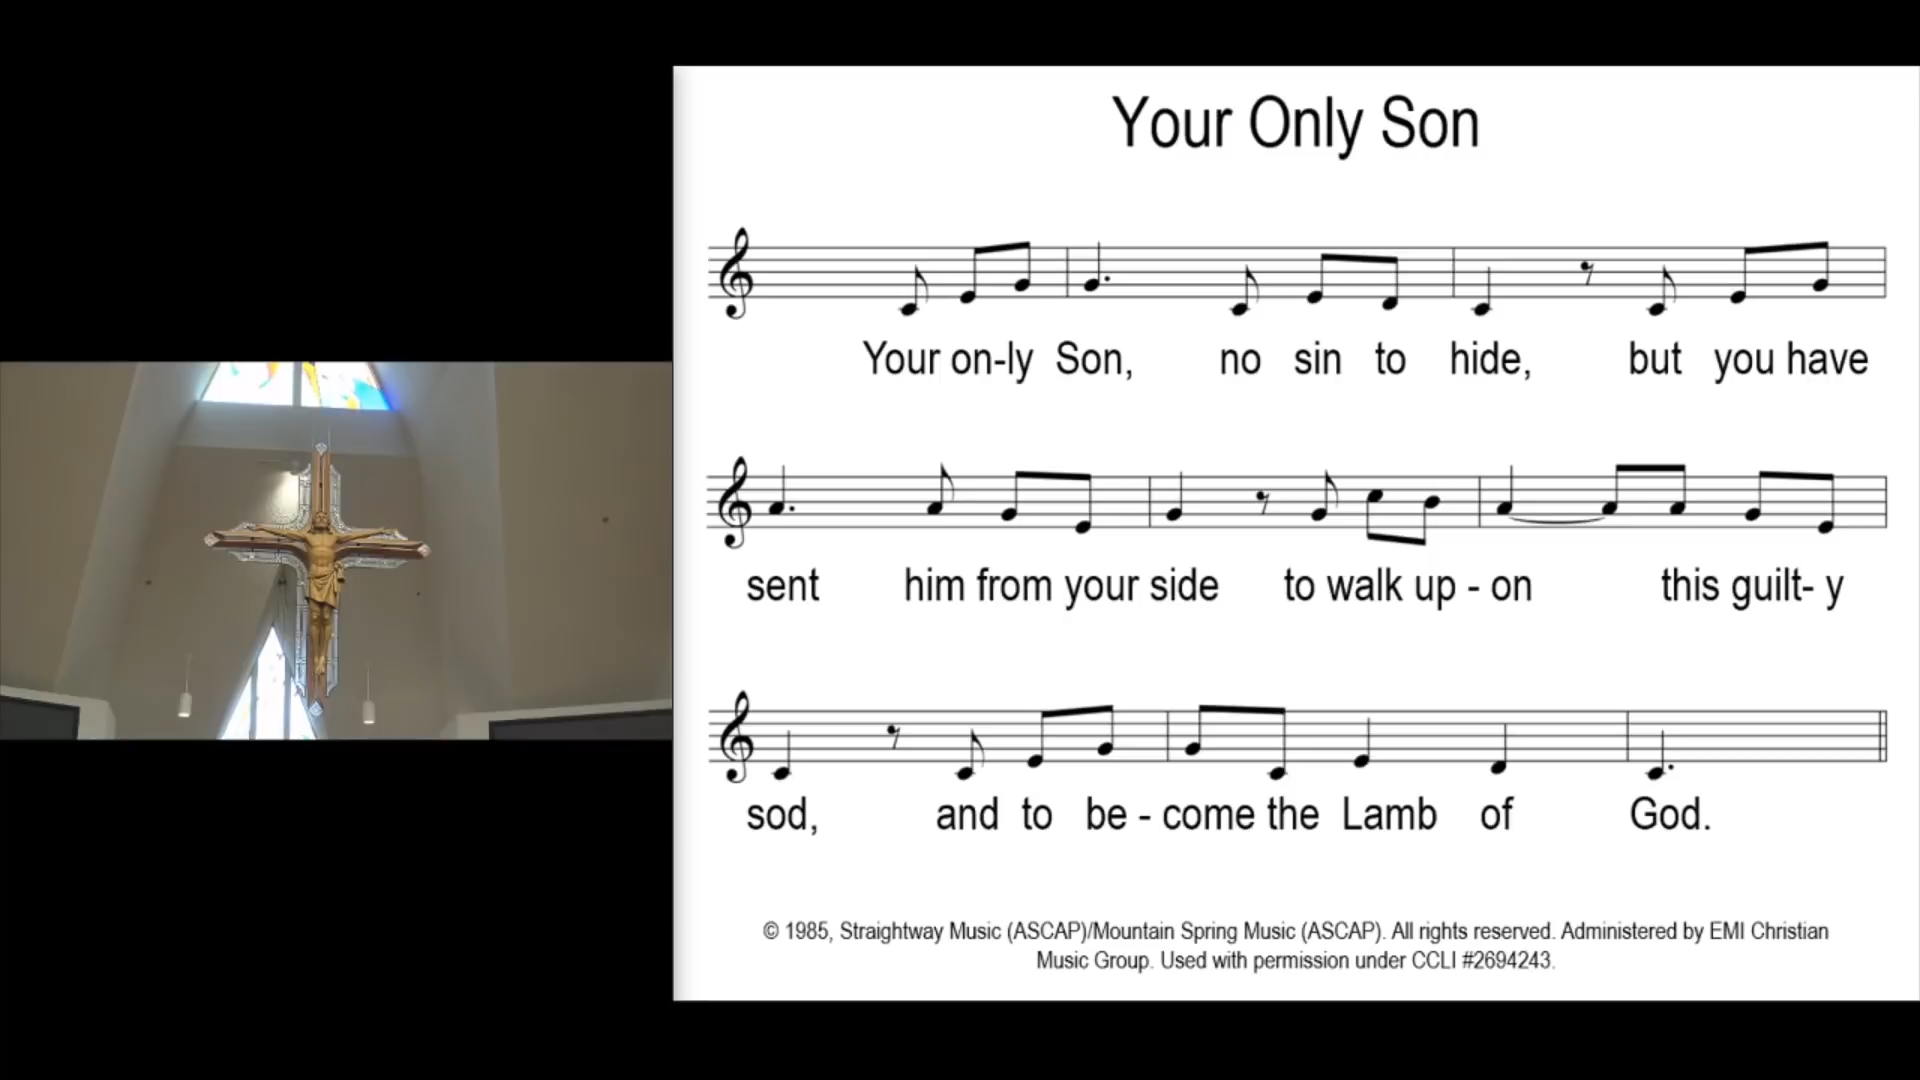 Your Only Son
Your on-ly Son, no sin to hide, but you have
sent him from your side to walk up - on this guilt- y
sod, and to be - come the Lamb of God.
© 1985, Straightway Music (ASCAP)/Mountain Spring Music (ASCAP). All rights reserved. Administered by EMI Christian
Music Group. Used with permission under CCLI #2694243.